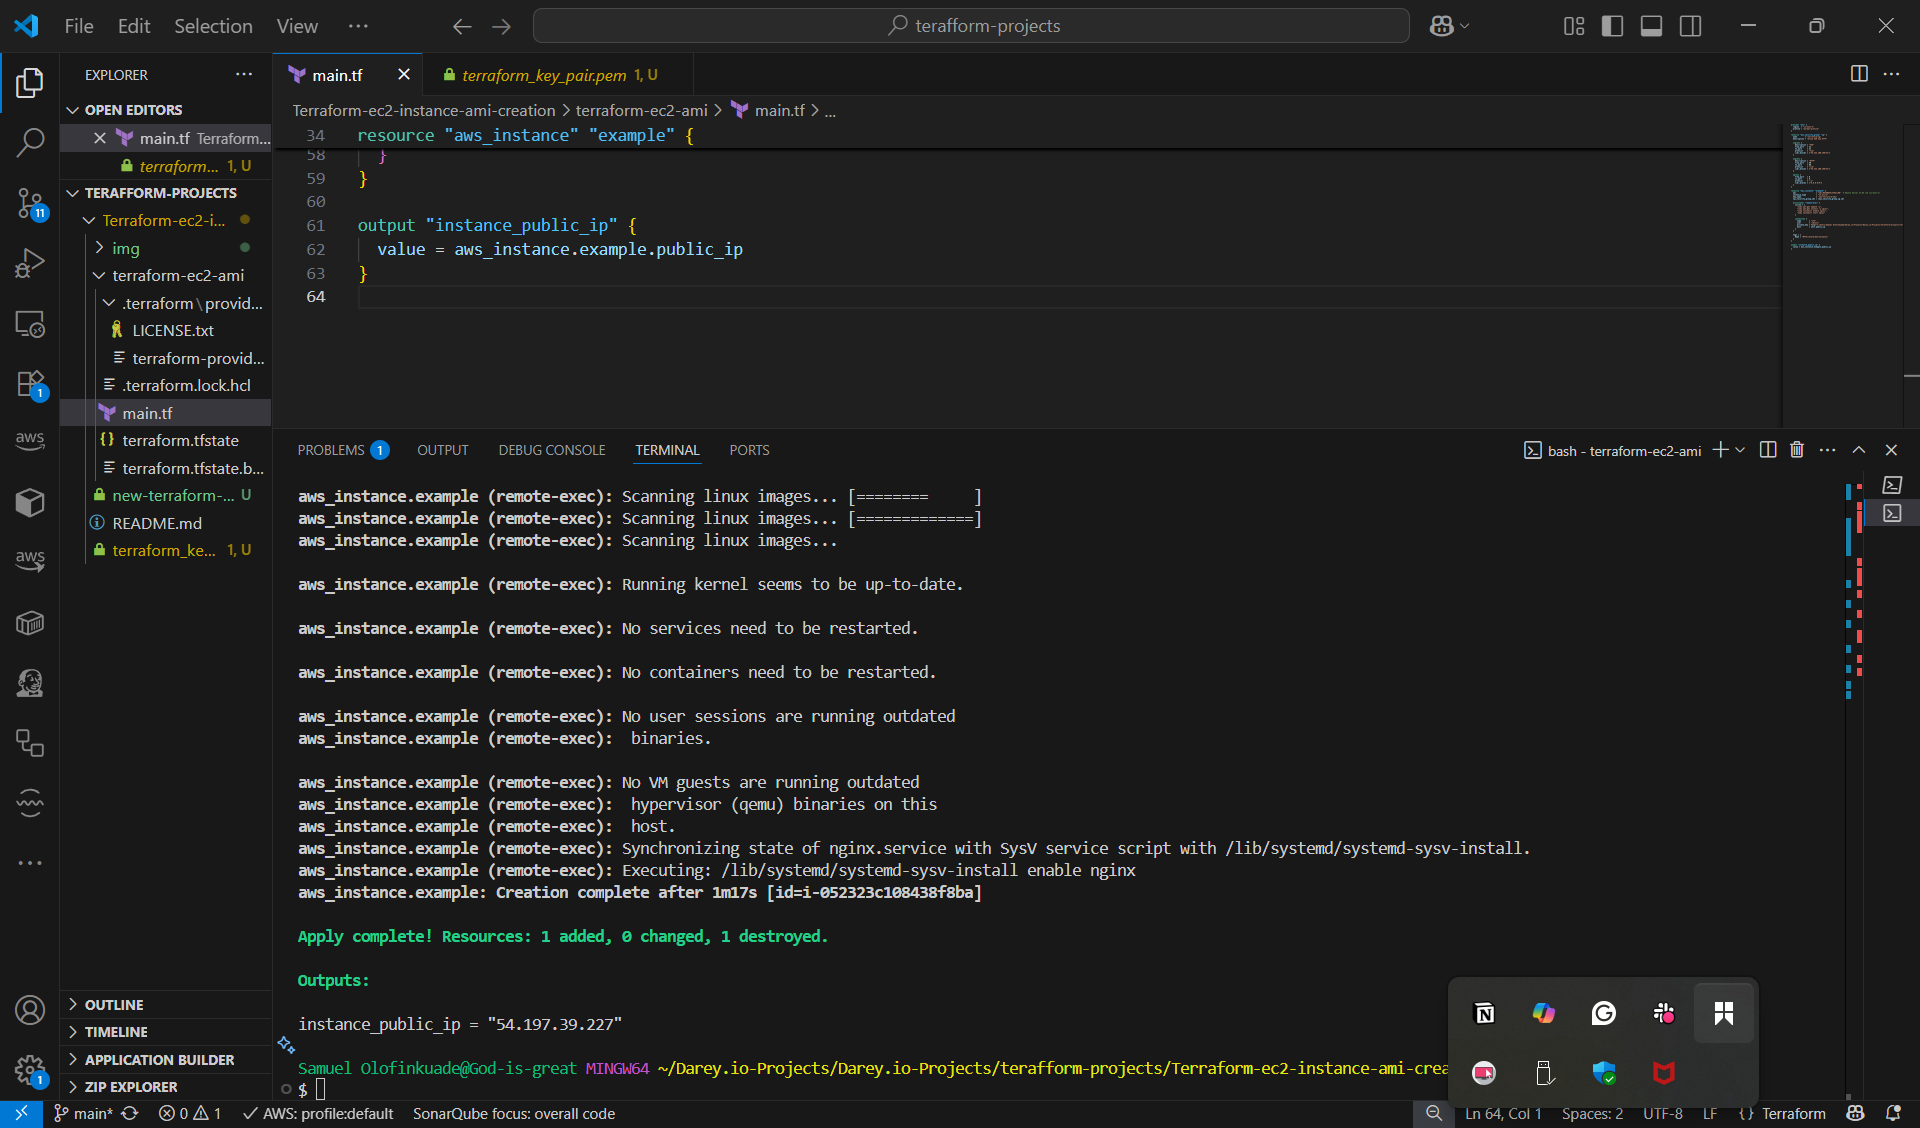 File Edit Selection View ···
terafform-projects
EXPLORER ···
OPEN EDITORS
main.tf Terraform...
terraform... 1, U
TERAFFORM-PROJECTS
Terraform-ec2-i...
img
terraform-ec2-ami
.terraform \ provid...
LICENSE.txt
terraform-provid...
.terraform.lock.hcl
main.tf
terraform.tfstate
terraform.tfstate.b...
new-terraform-... U
README.md
terraform_ke... 1, U
OUTLINE
TIMELINE
APPLICATION BUILDER
ZIP EXPLORER
11
1
aws
aws
1
main.tf
terraform_key_pair.pem 1, U
Terraform-ec2-instance-ami-creation > terraform-ec2-ami > main.tf > ...
34 resource "aws_instance" "example" {
58 }
59 }
60
61 output "instance_public_ip" {
62 value = aws_instance.example.public_ip
63 }
64
PROBLEMS 1 OUTPUT DEBUG CONSOLE TERMINAL PORTS
bash - terraform-ec2-ami
aws_instance.example (remote-exec): Scanning linux images... [======== ]
aws_instance.example (remote-exec): Scanning linux images... [=============]
aws_instance.example (remote-exec): Scanning linux images...
aws_instance.example (remote-exec): Running kernel seems to be up-to-date.
aws_instance.example (remote-exec): No services need to be restarted.
aws_instance.example (remote-exec): No containers need to be restarted.
aws_instance.example (remote-exec): No user sessions are running outdated
aws_instance.example (remote-exec): binaries.
aws_instance.example (remote-exec): No VM guests are running outdated
aws_instance.example (remote-exec): hypervisor (qemu) binaries on this
aws_instance.example (remote-exec): host.
aws_instance.example (remote-exec): Synchronizing state of nginx.service with SysV service script with /lib/systemd/systemd-sysv-install.
aws_instance.example (remote-exec): Executing: /lib/systemd/systemd-sysv-install enable nginx
aws_instance.example: Creation complete after 1m17s [id=i-052323c108438f8ba]
Apply complete! Resources: 1 added, 0 changed, 1 destroyed.
Outputs:
instance_public_ip = "54.197.39.227"
Samuel Olofinkuade@God-is-great MINGW64 ~/Darey.io-Projects/Darey.io-Projects/terafform-projects/Terraform-ec2-instance-ami-crea
$
main* 0 1 AWS: profile:default SonarQube focus: overall code
Ln 64, Col 1 Spaces: 2 UTF-8 LF {} Terraform